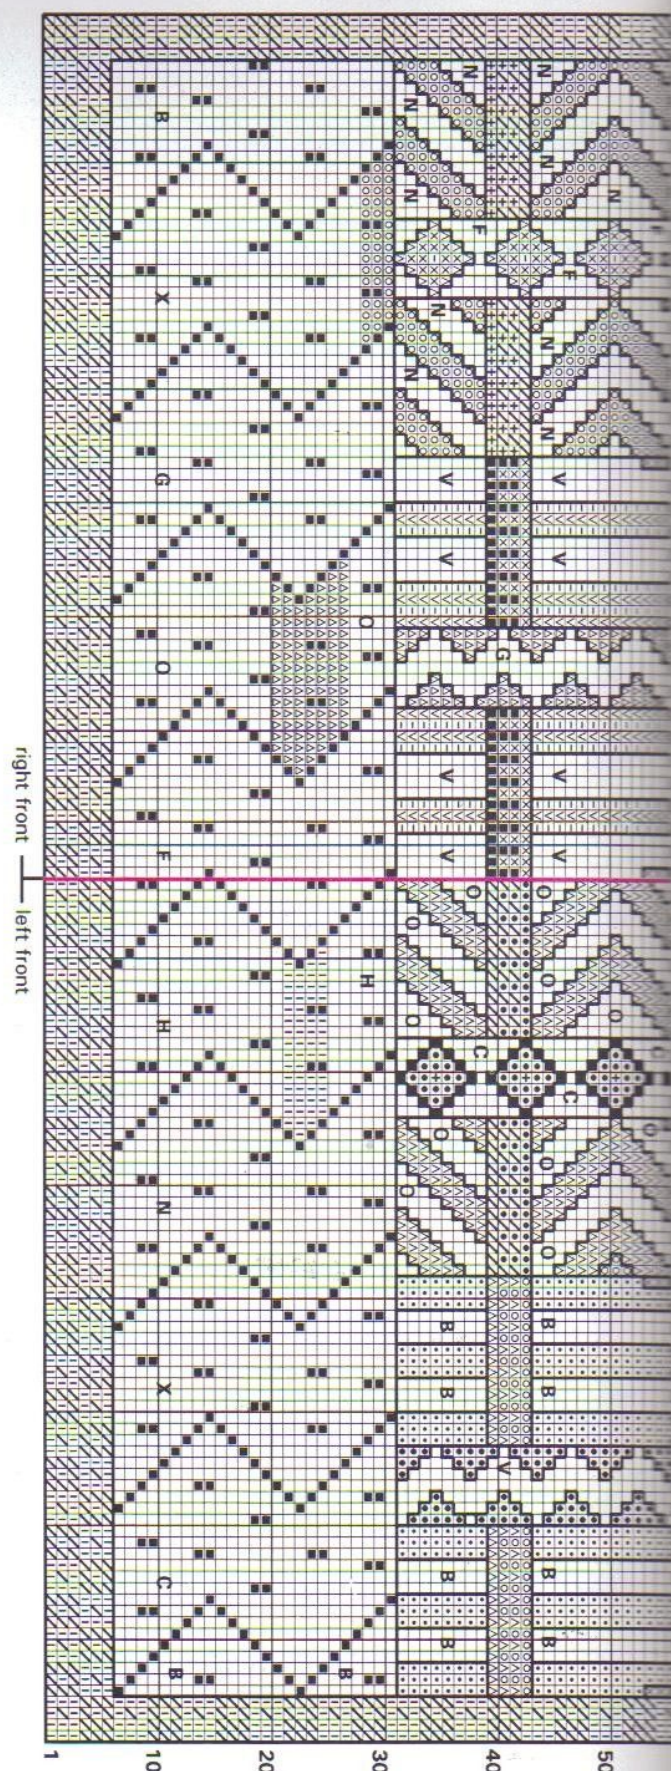 N O 50
F C
N N N N V V V V O O O O B B B B
G V 40
F C
N O
V V V V B B B B
N O
N N N O O O
30
O H
B
20
B
B X G O F H N X C 10
1
right front left front